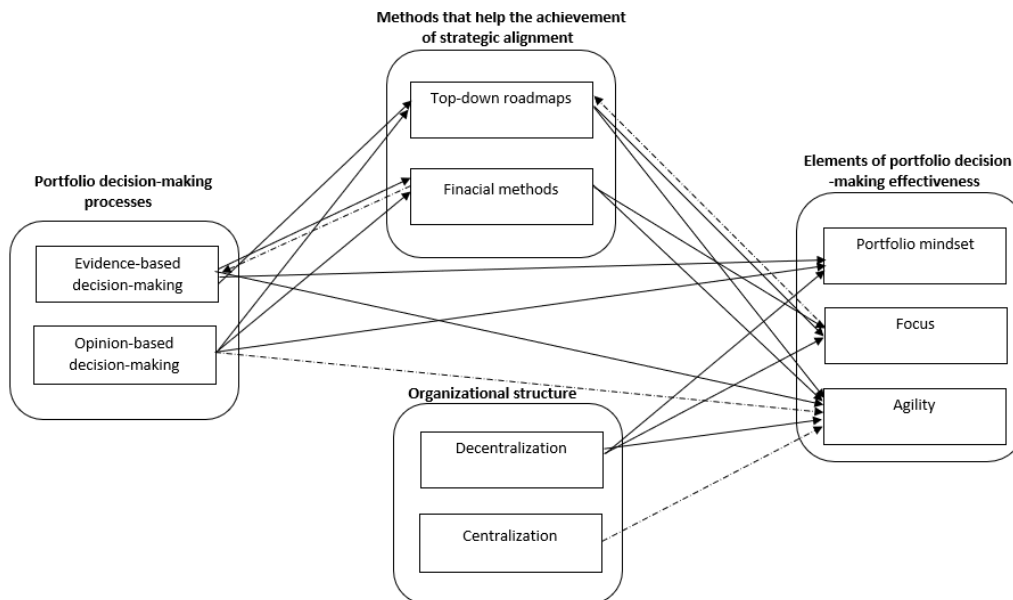 Methods that help the achievement
of strategic alignment
Top-down roadmaps
Finacial methods
Portfolio decision-making
processes
Evidence-based
decision-making
Opinion-based
decision-making
Organizational structure
Decentralization
Centralization
Elements of portfolio decision
-making effectiveness
Portfolio mindset
Focus
Agility